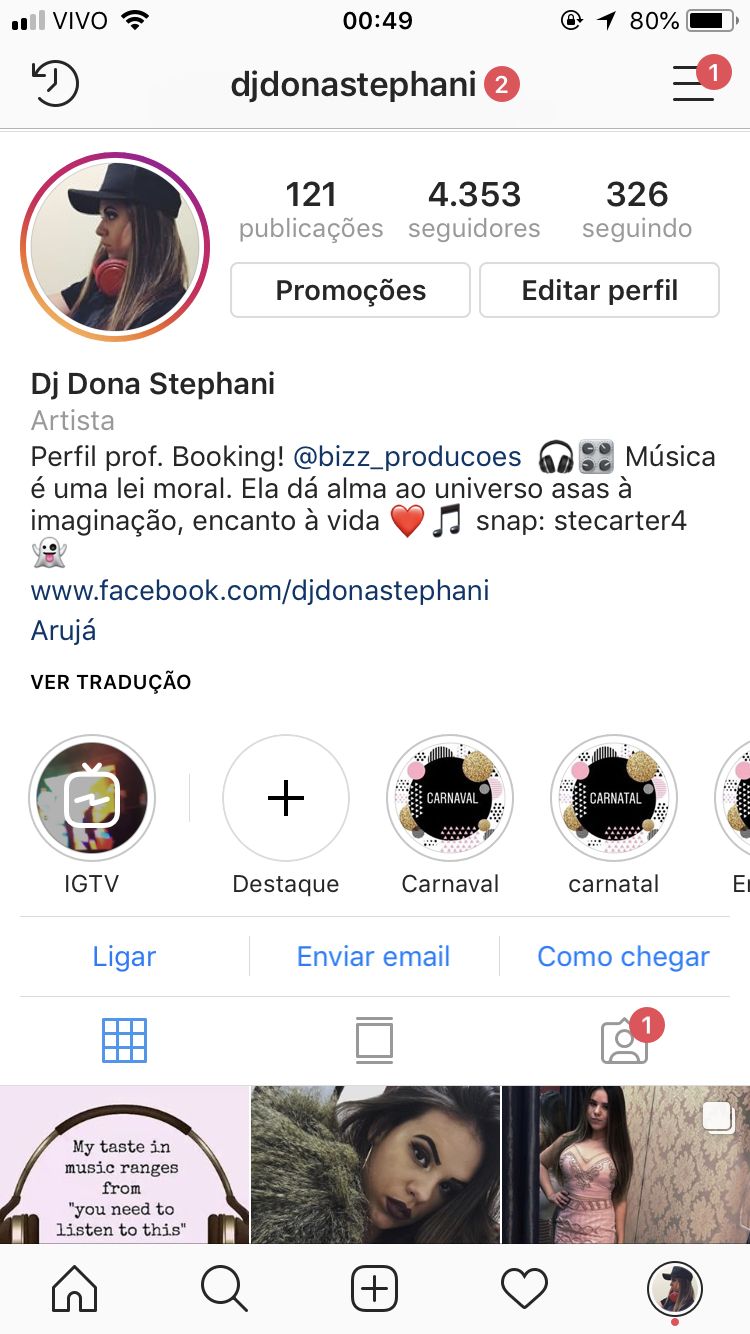 VIVO 00:49 80%
djdonastephani 2 1
121 4.353 326
publicações seguidores seguindo
Promoções Editar perfil
Dj Dona Stephani
Artista
Perfil prof. Booking! @bizz_producoes 🎧🎛 Música
é uma lei moral. Ela dá alma ao universo asas à
imaginação, encanto à vida ❤️🎵 snap: stecarter4
👻
www.facebook.com/djdonastephani
Arujá
VER TRADUÇÃO
CARNAVAL CARNATAL
IGTV Destaque Carnaval carnatal
Ligar Enviar email Como chegar
1
My taste in
music ranges
from
"you need to
listen to this"